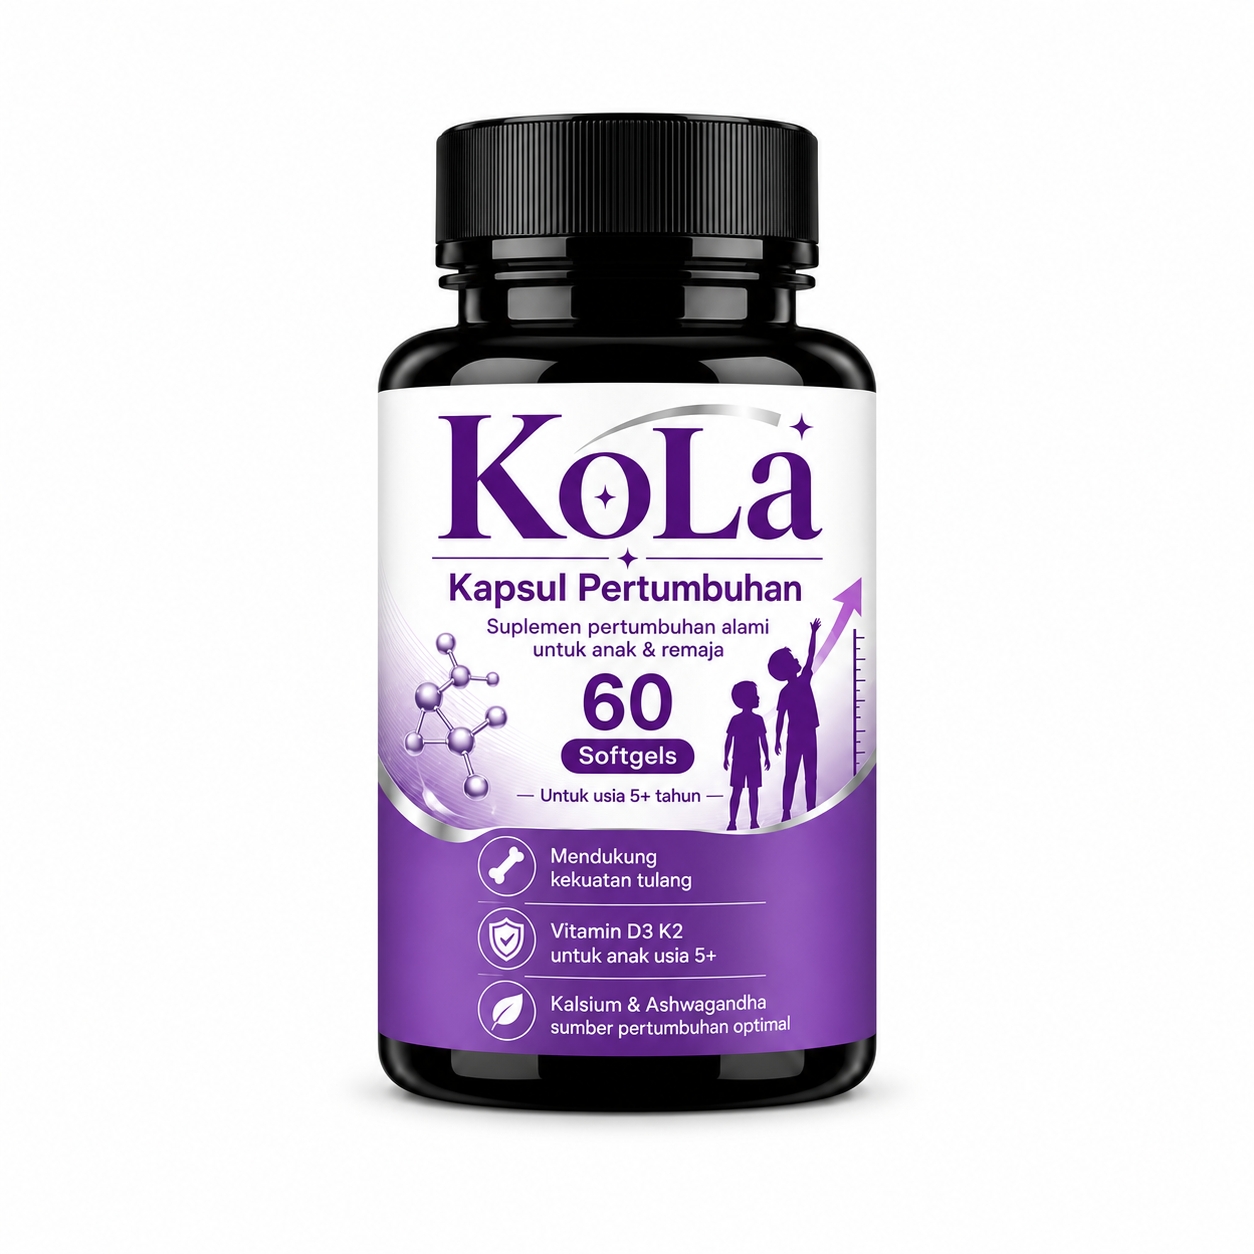 KoLa
Kapsul Pertumbuhan
Suplemen pertumbuhan alami
untuk anak & remaja
60
Softgels
Untuk usia 5+ tahun
Mendukung
kekuatan tulang
Vitamin D3 K2
untuk anak usia 5+
Kalsium & Ashwagandha
sumber pertumbuhan optimal